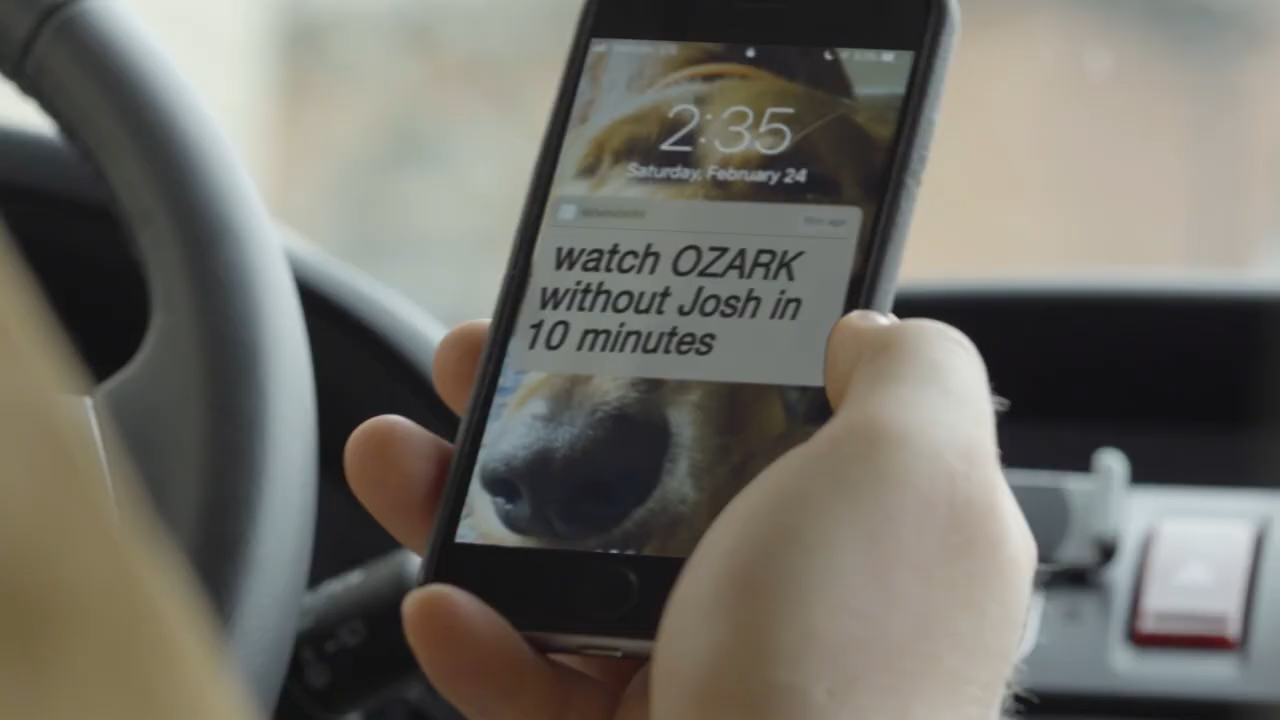 2:35
Saturday, February 24
watch OZARK
without Josh in
10 minutes